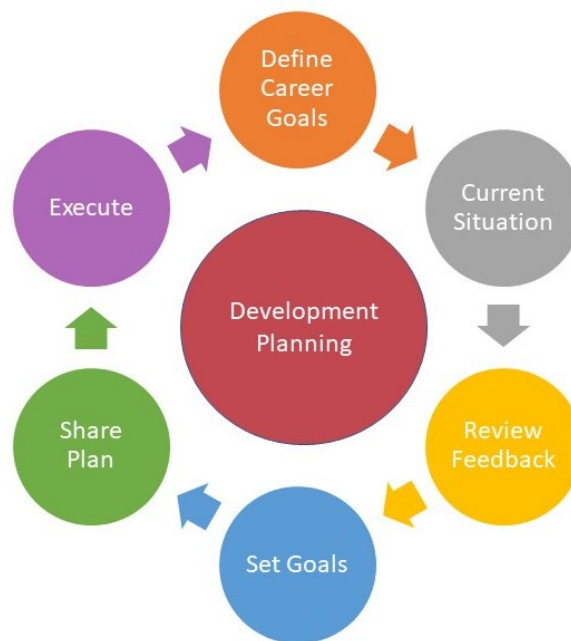 Define
Career
Goals
Current
Situation
Review
Feedback
Set Goals
Share
Plan
Execute
Development
Planning